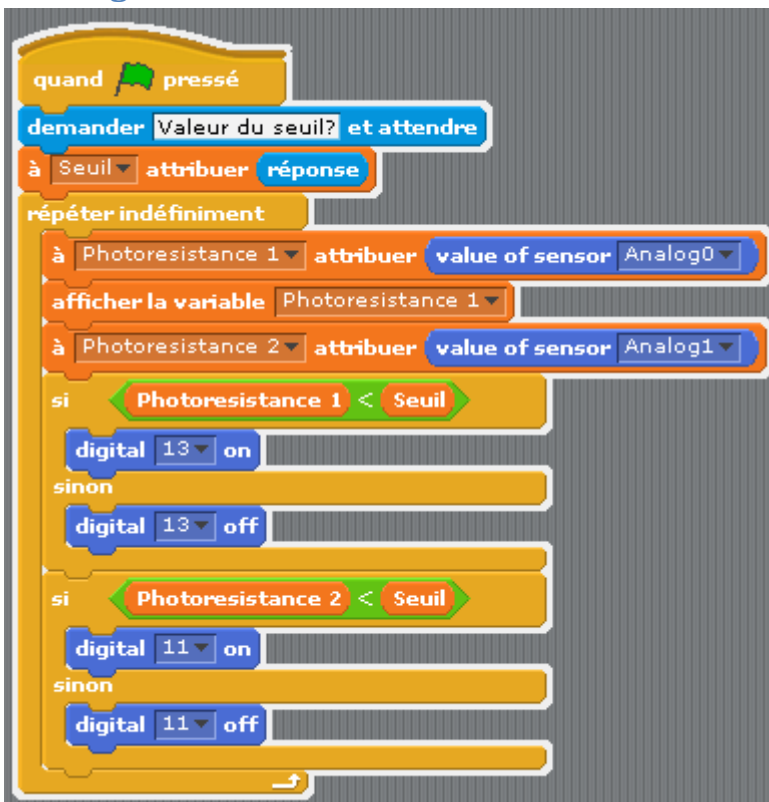 quand pressé
demander Valeur du seuil? et attendre
à Seuil attribuer réponse
répéter indéfiniment
à Photoresistance 1 attribuer value of sensor Analog0
afficher la variable Photoresistance 1
à Photoresistance 2 attribuer value of sensor Analog1
si Photoresistance 1 < Seuil
digital 13 on
sinon
digital 13 off
si Photoresistance 2 < Seuil
digital 11 on
sinon
digital 11 off